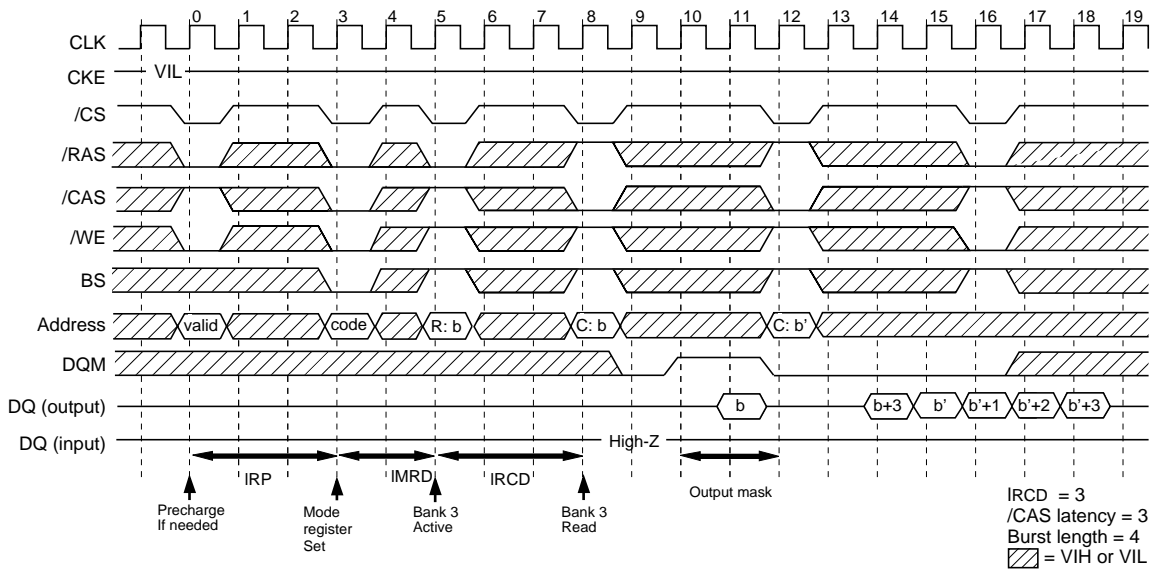 0 1 2 3 4 5 6 7 8 9 10 11 12 13 14 15 16 17 18 19
CLK
CKE VIL
/CS
/RAS
/CAS
/WE
BS
Address valid code R: b C: b C: b'
DQM
DQ (output) b b+3 b' b'+1 b'+2 b'+3
DQ (input) High-Z
lRP lMRD lRCD Output mask
Precharge
If needed
Mode
register
Set
Bank 3
Active
Bank 3
Read
lRCD = 3
/CAS latency = 3
Burst length = 4
= VIH or VIL